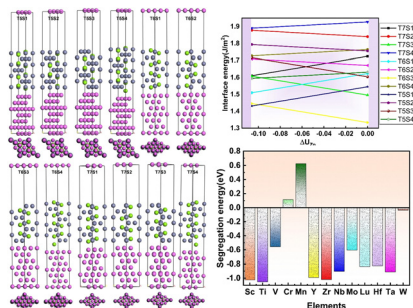 T5S1 T5S2 T5S3 T5S4 T6S1 T6S2
T6S3 T6S4 T7S1 T7S2 T7S3 T7S4
Interface energy(J/m²)
1.9
1.8
1.7
1.6
1.5
1.4
1.3
-0.10 -0.08 -0.06 -0.04 -0.02 0.00
T7S1
T7S2
T7S3
T7S4
T6S1
T6S2
T6S3
T6S4
T5S1
T5S2
T5S3
T5S4
Segregation energy(eV)
0.8
0.6
0.4
0.2
0.0
-0.2
-0.4
-0.6
-0.8
-1.0
Sc Ti V Cr Mn Y Zr Nb Mo Lu Hf Ta W
Elements